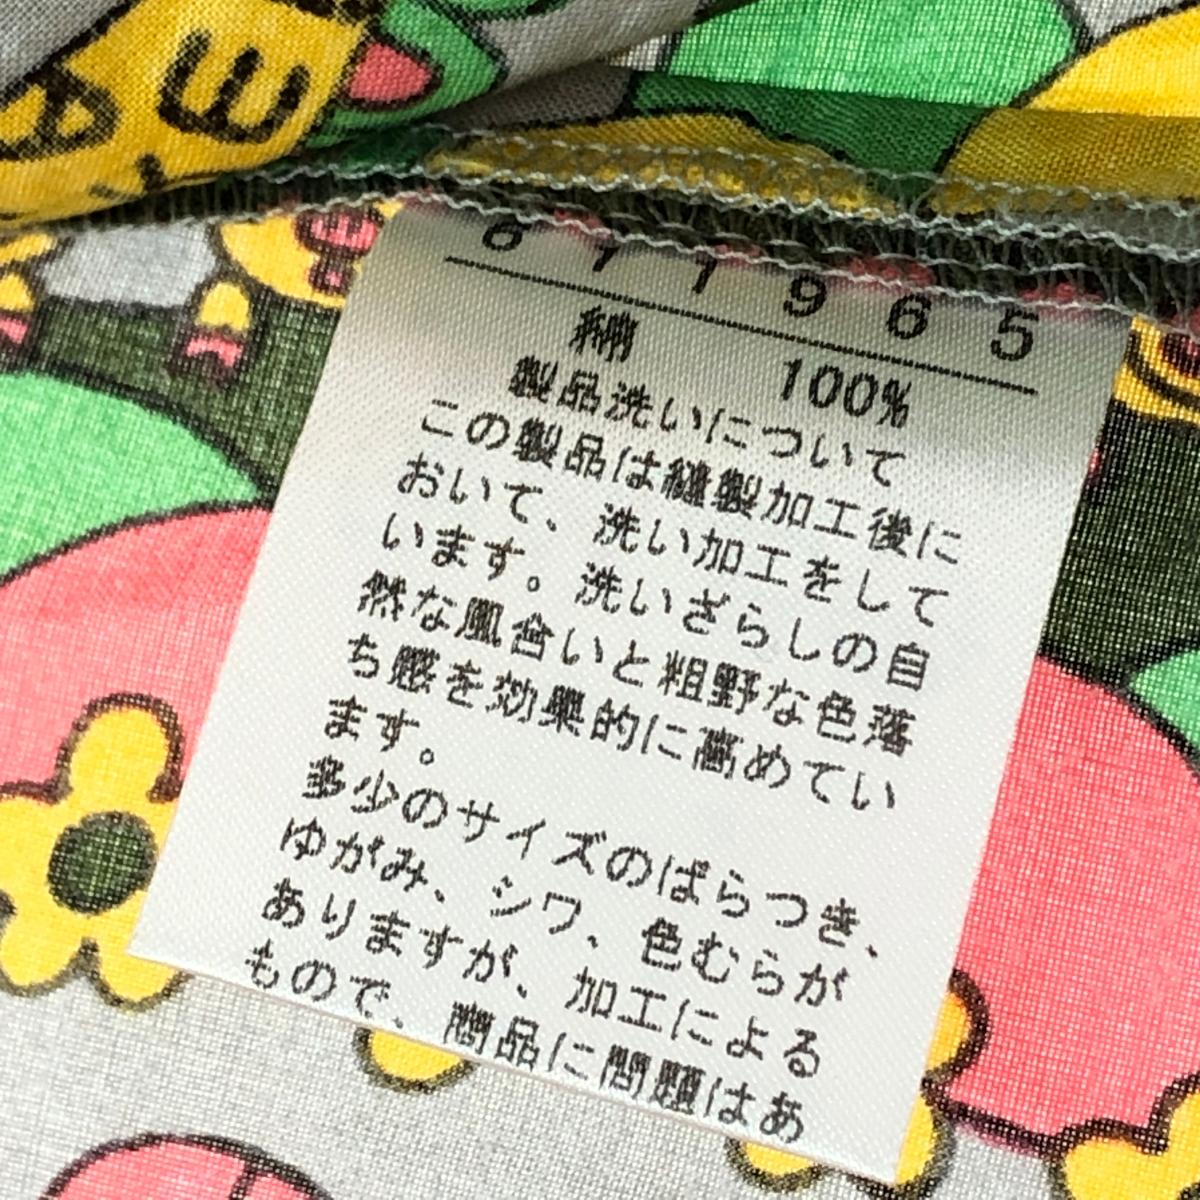 811965
綿 100%
製品洗いについて
この製品は縫製加工後に
おいて、洗い加工をして
います。洗いざらしの自
然な風合いと粗野な色落
ち感を効果的に高めてい
ます。
多少のサイズのばらつき、
ゆがみ、シワ、色むらが
ありますが、加工による
もので、商品に問題はあ